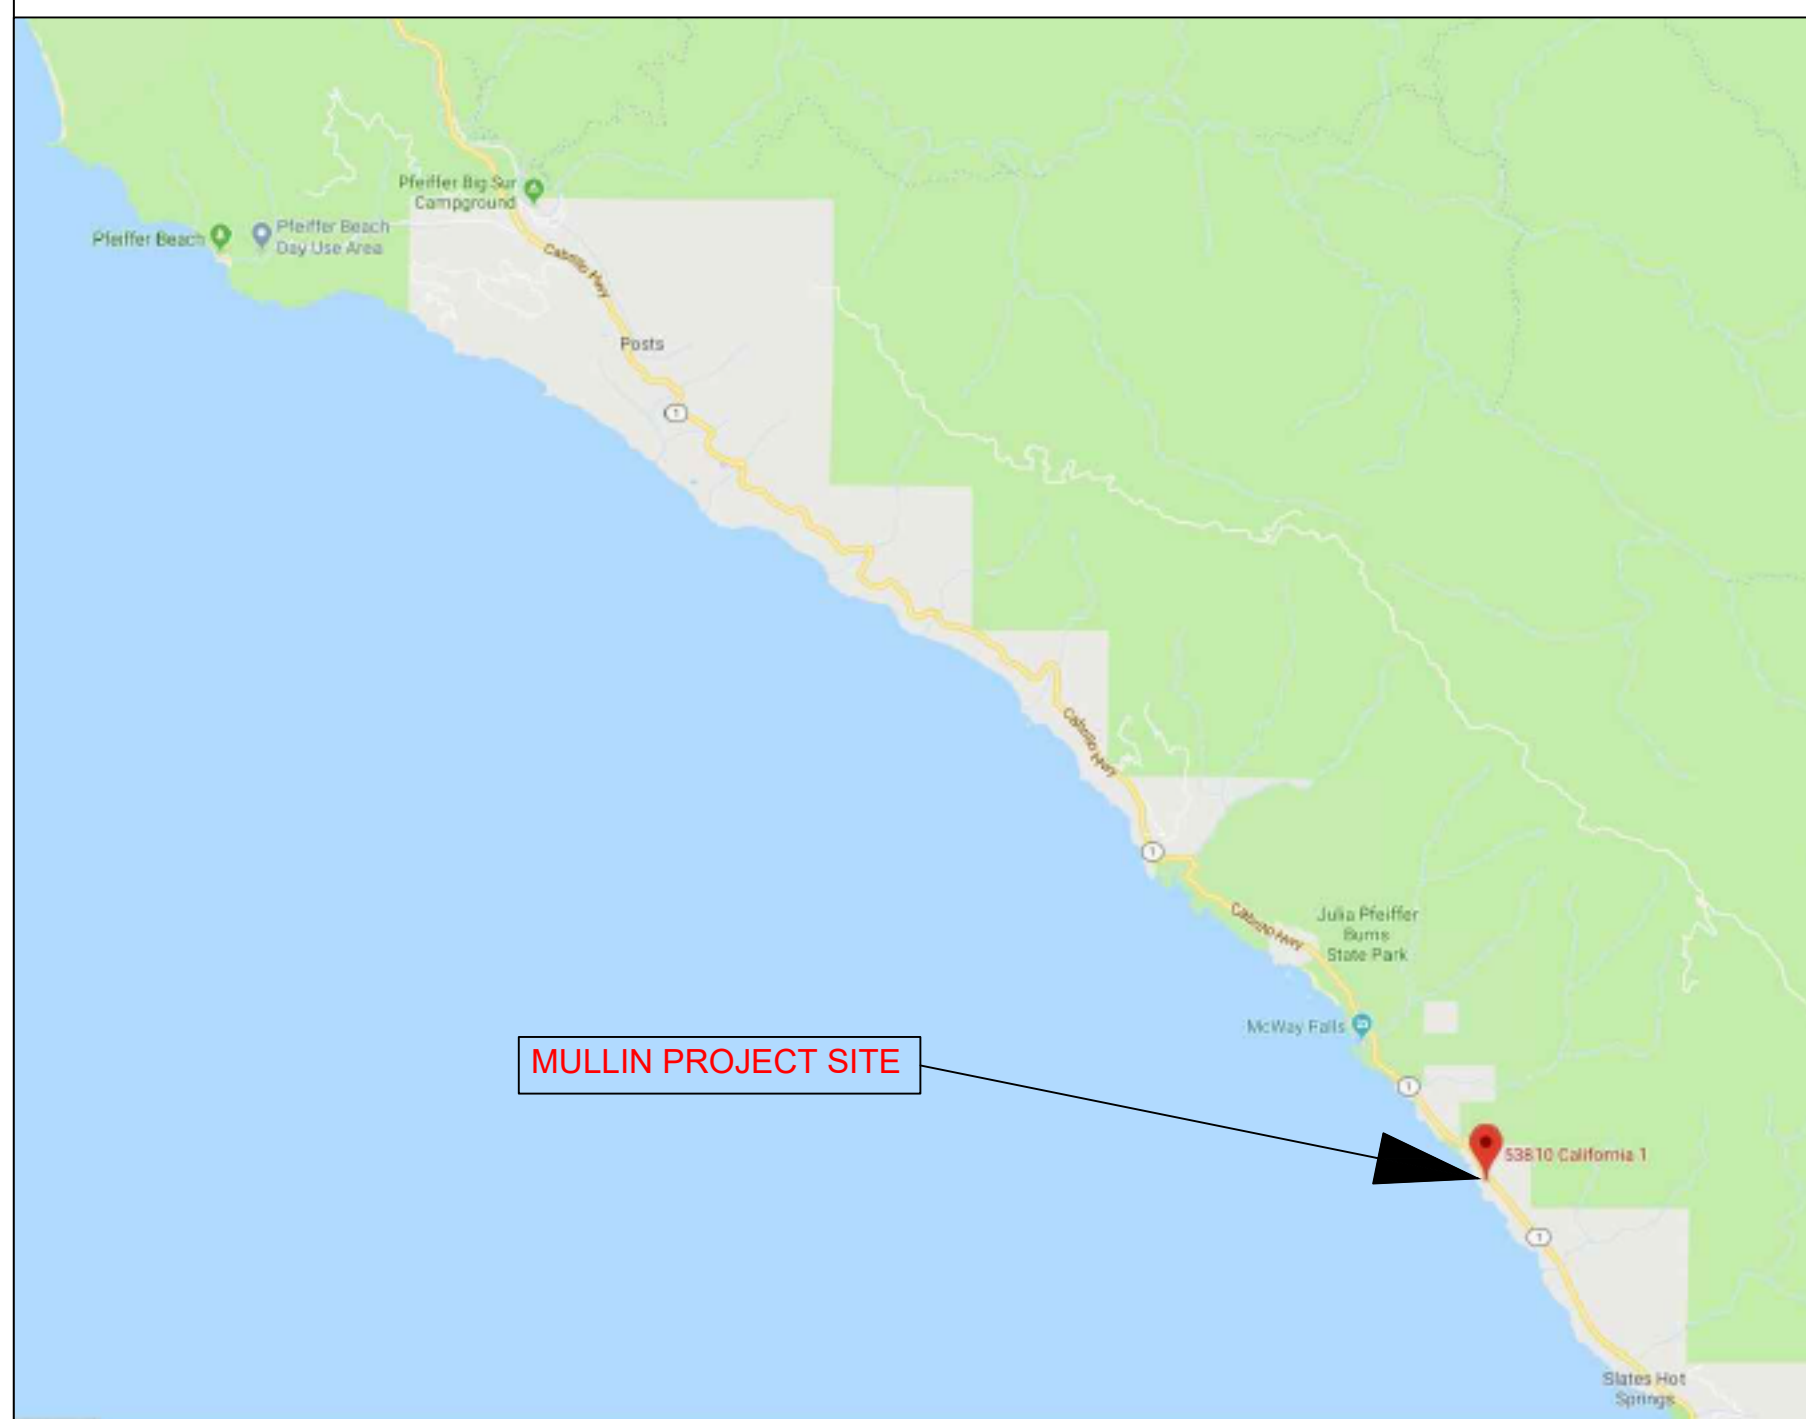 Pfeiffer Big Sur
Campground
Pfeiffer Beach
Pfeiffer Beach
Day Use Area
Cabrillo Hwy
Posts
1
Cabrillo Hwy
1
Cabrillo Hwy
Julia Pfeiffer
Burns
State Park
McWay Falls
MULLIN PROJECT SITE
1
53810 California 1
1
Slates Hot
Springs